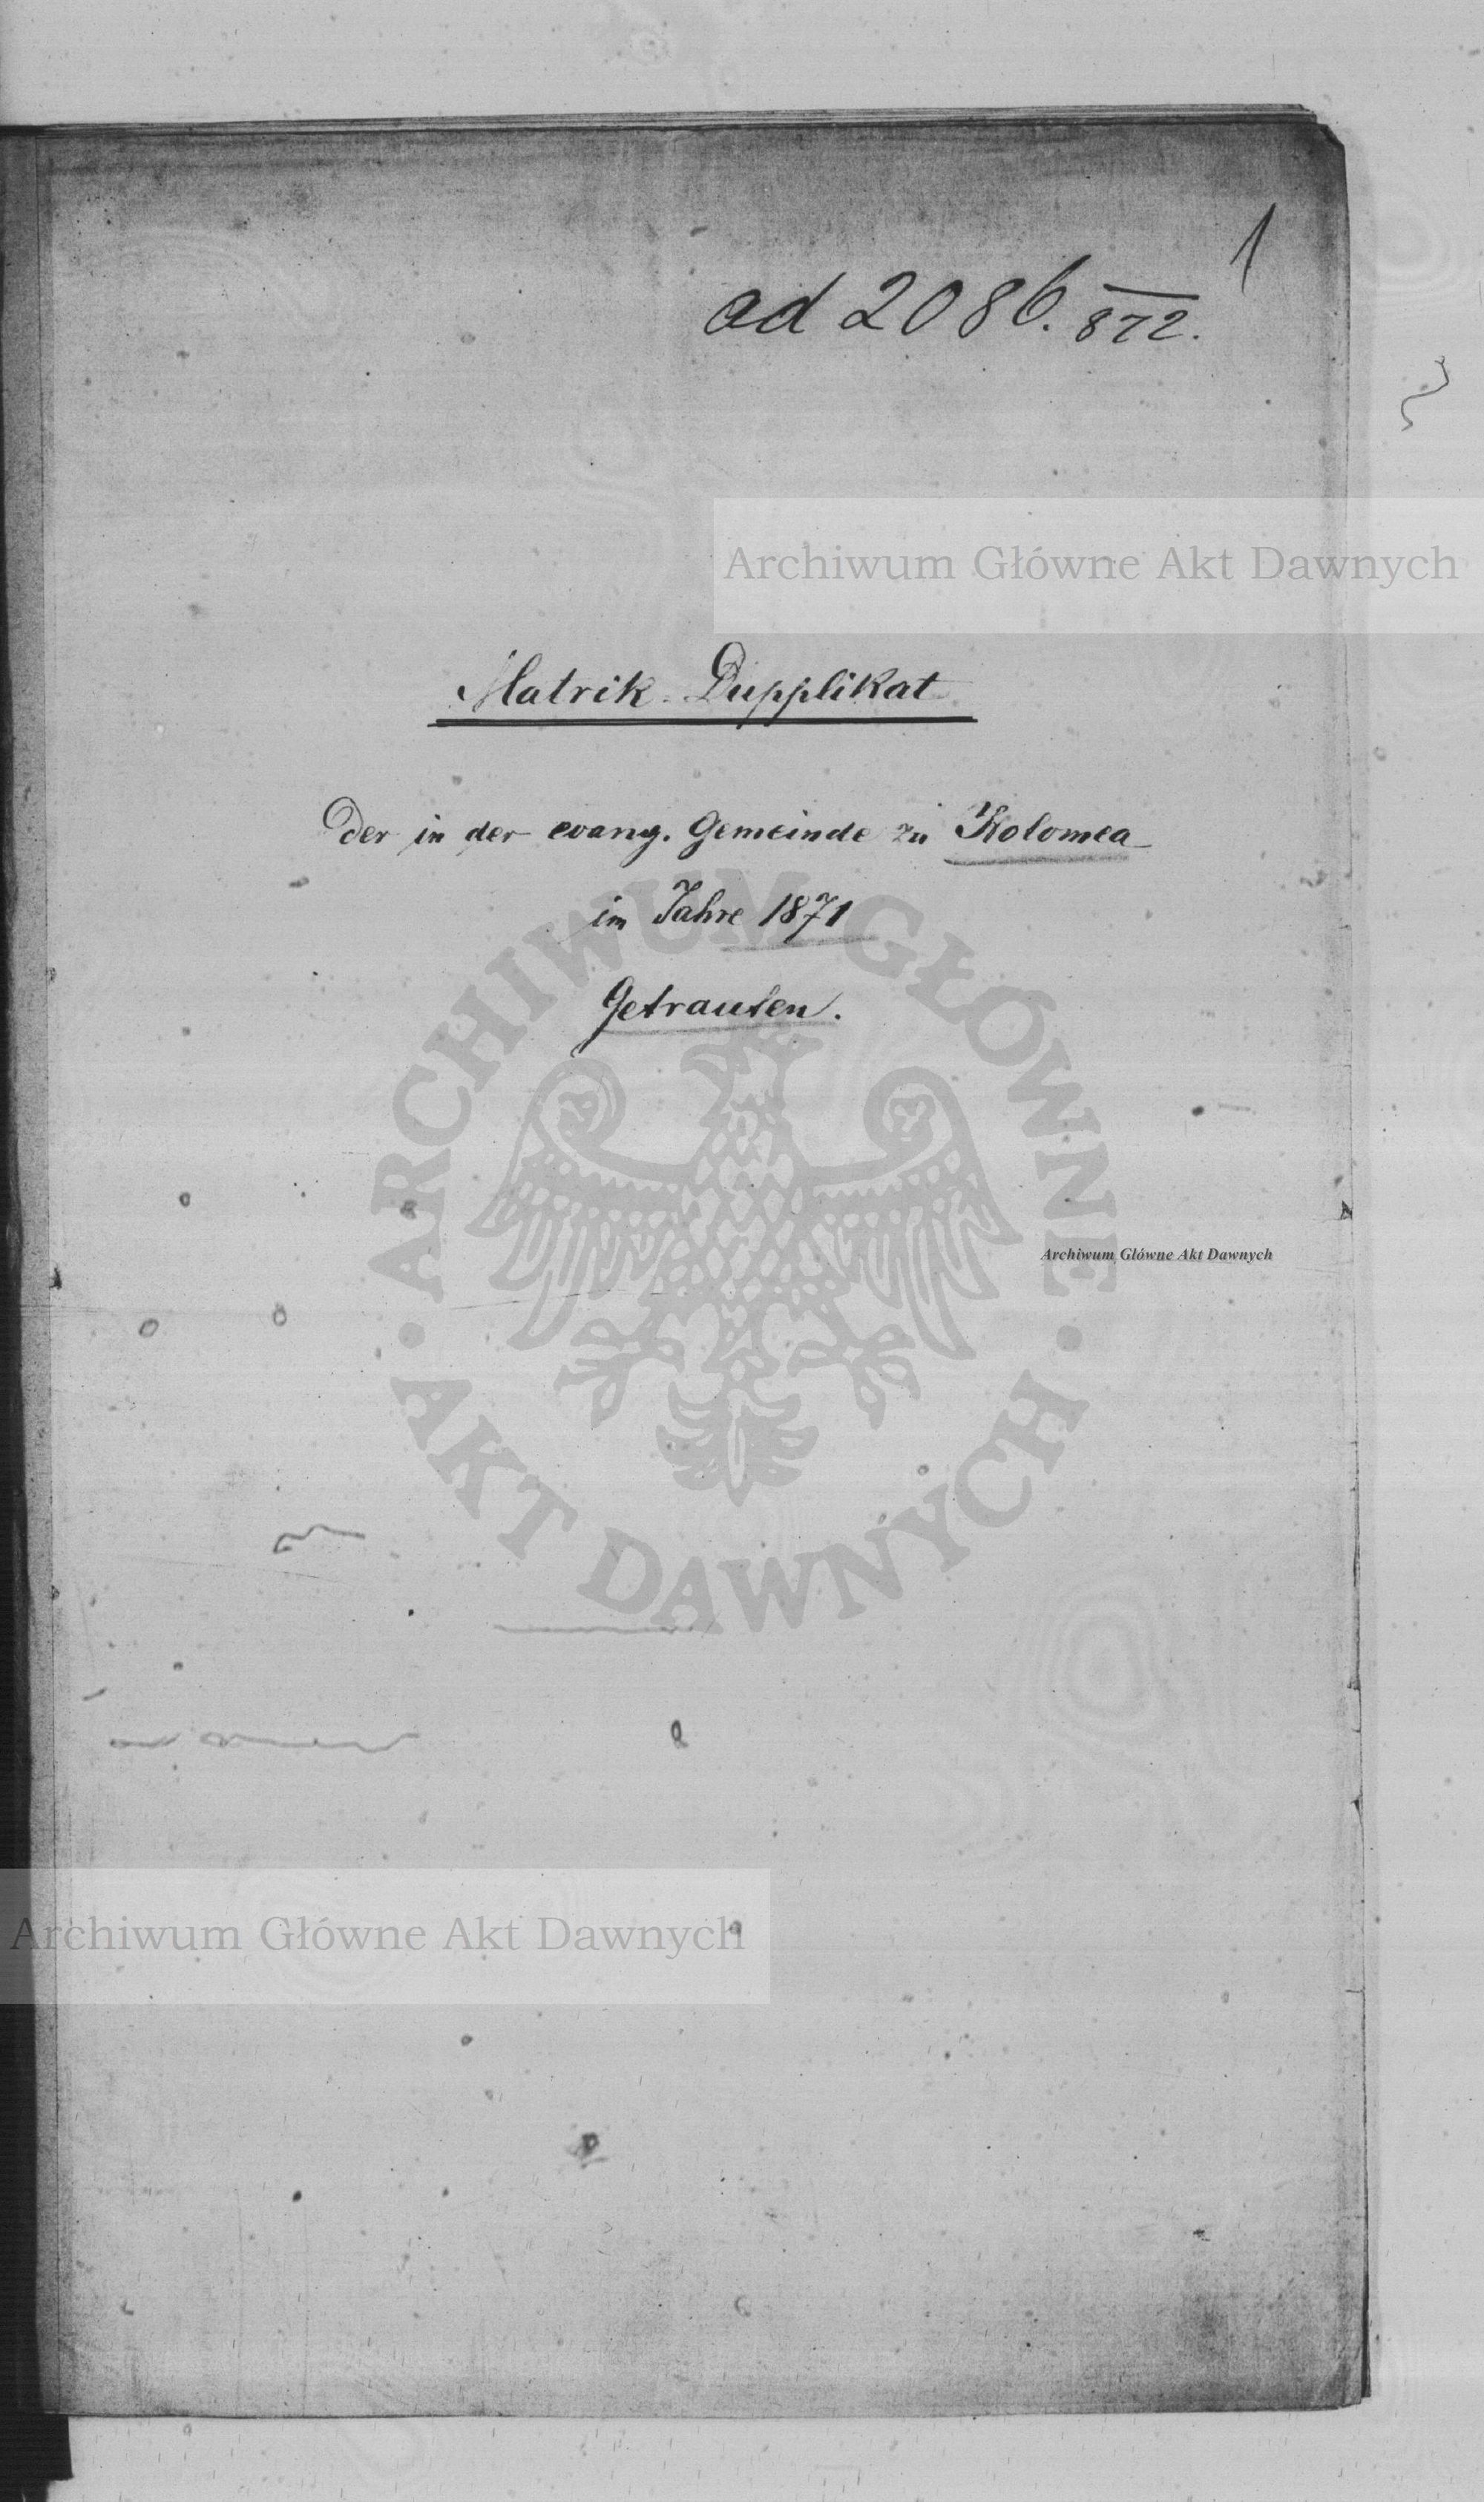 1
ad 2086. 872.
Archiwum Główne Akt Dawnych
Matrik-Dupplikat
Der in der evang. Gemeinde zu Kolomea
im Jahre 1871
Getrauten.
ARCHIWUM GŁÓWNE
Archiwum Główne Akt Dawnych
AKT DAWNYCH
Archiwum Główne Akt Dawnych